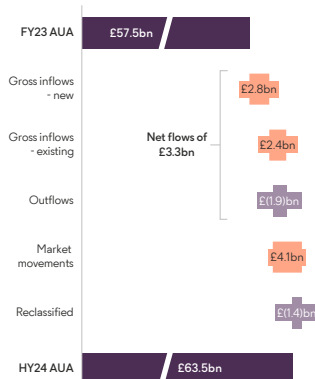 FY23 AUA £57.5bn
Gross inflows
- new
£2.8bn
Gross inflows
- existing
£2.4bn
Net flows of
£3.3bn
Outflows £(1.9)bn
Market
movements
£4.1bn
Reclassified £(1.4)bn
HY24 AUA £63.5bn